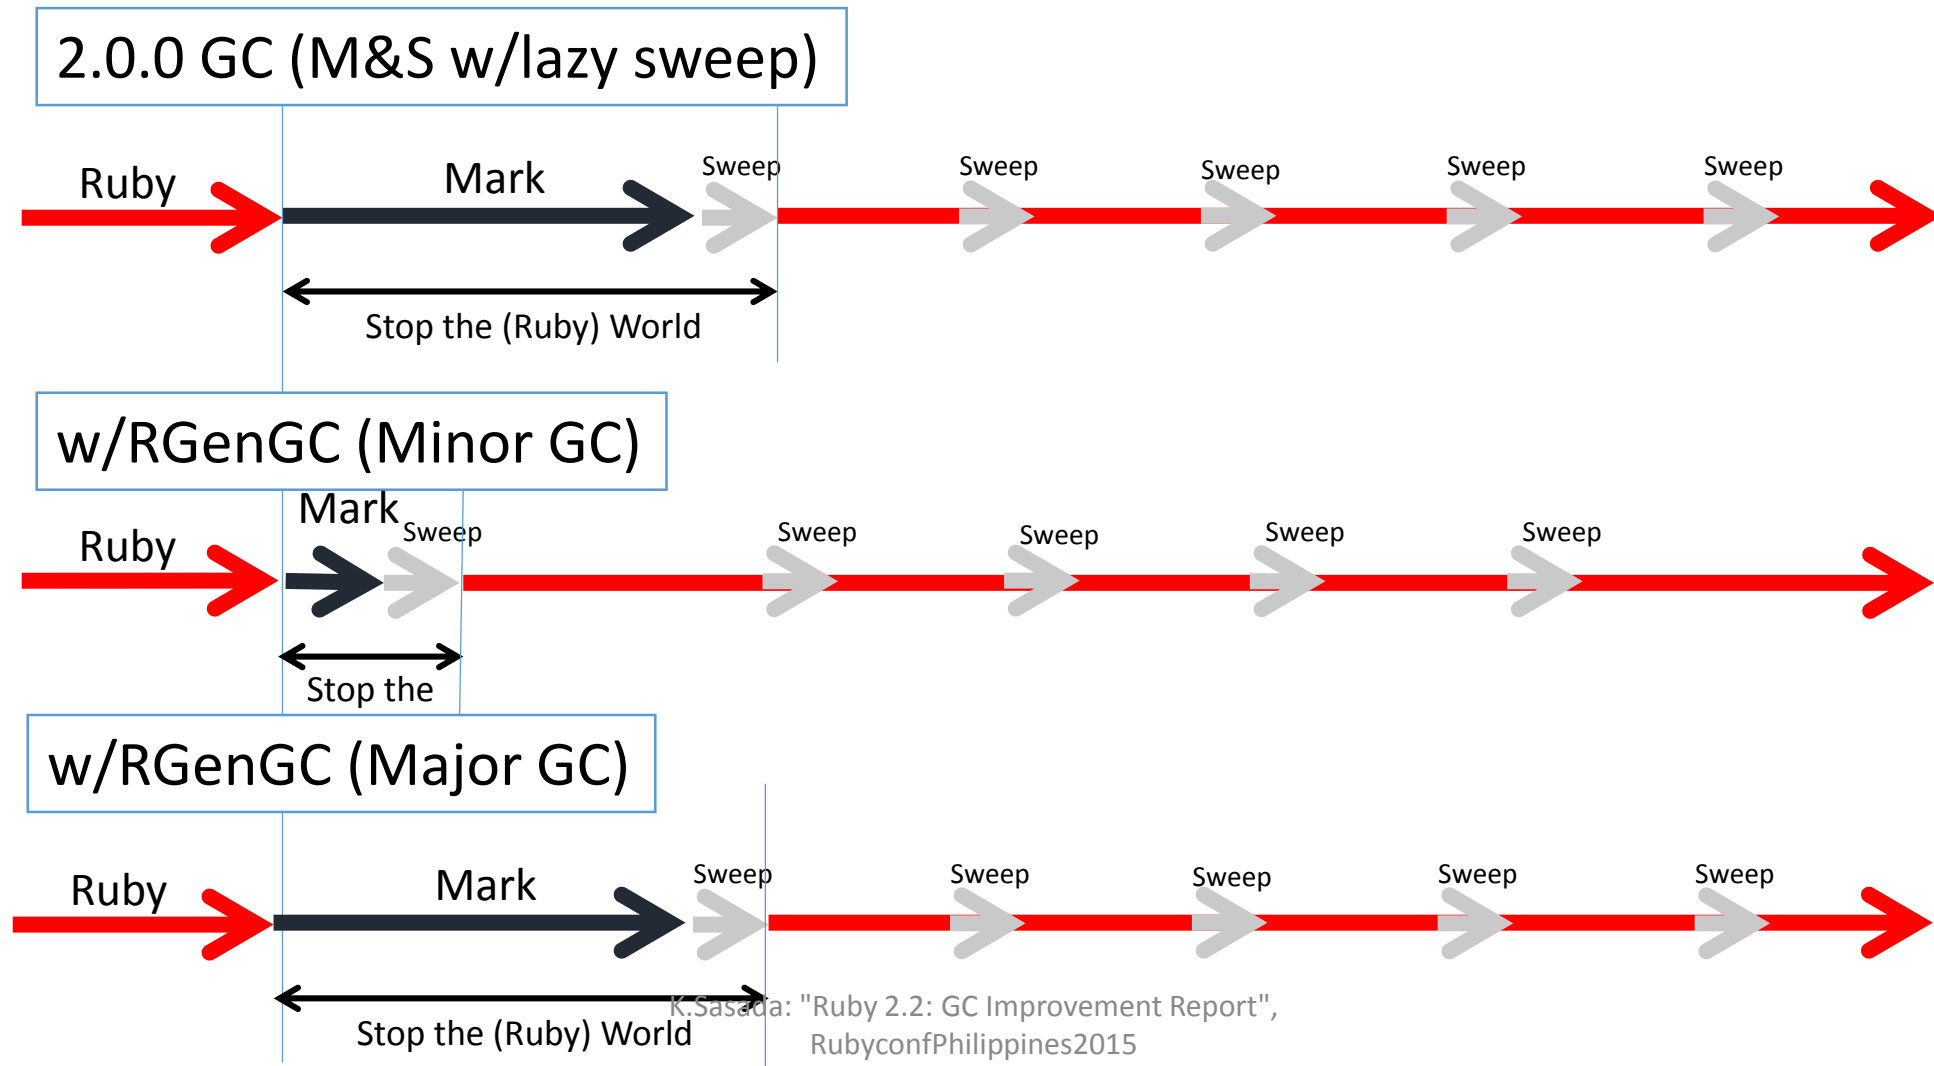 2.0.0 GC (M&S w/lazy sweep)
Ruby Mark Sweep Sweep Sweep Sweep Sweep
Stop the (Ruby) World
w/RGenGC (Minor GC)
Ruby Mark Sweep Sweep Sweep Sweep Sweep
Stop the
w/RGenGC (Major GC)
Ruby Mark Sweep Sweep Sweep Sweep Sweep
Stop the (Ruby) World
K.Sasada: "Ruby 2.2: GC Improvement Report",
RubyconfPhilippines2015